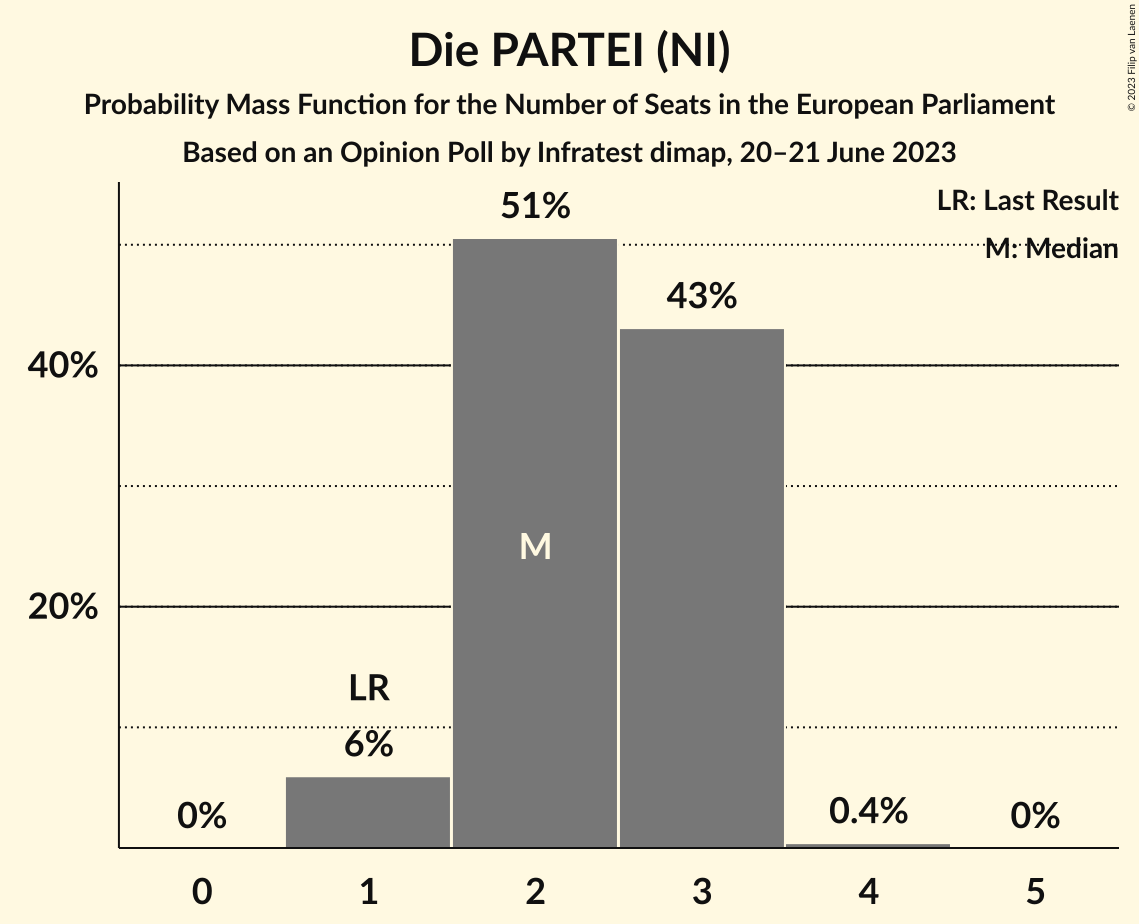 Die PARTEI (NI)
Probability Mass Function for the Number of Seats in the European Parliament
Based on an Opinion Poll by Infratest dimap, 20–21 June 2023
© 2023 Filip van Laenen
LR: Last Result
M: Median
51%
43%
40%
M
20%
LR
6%
0%
0.4%
0%
0 1 2 3 4 5